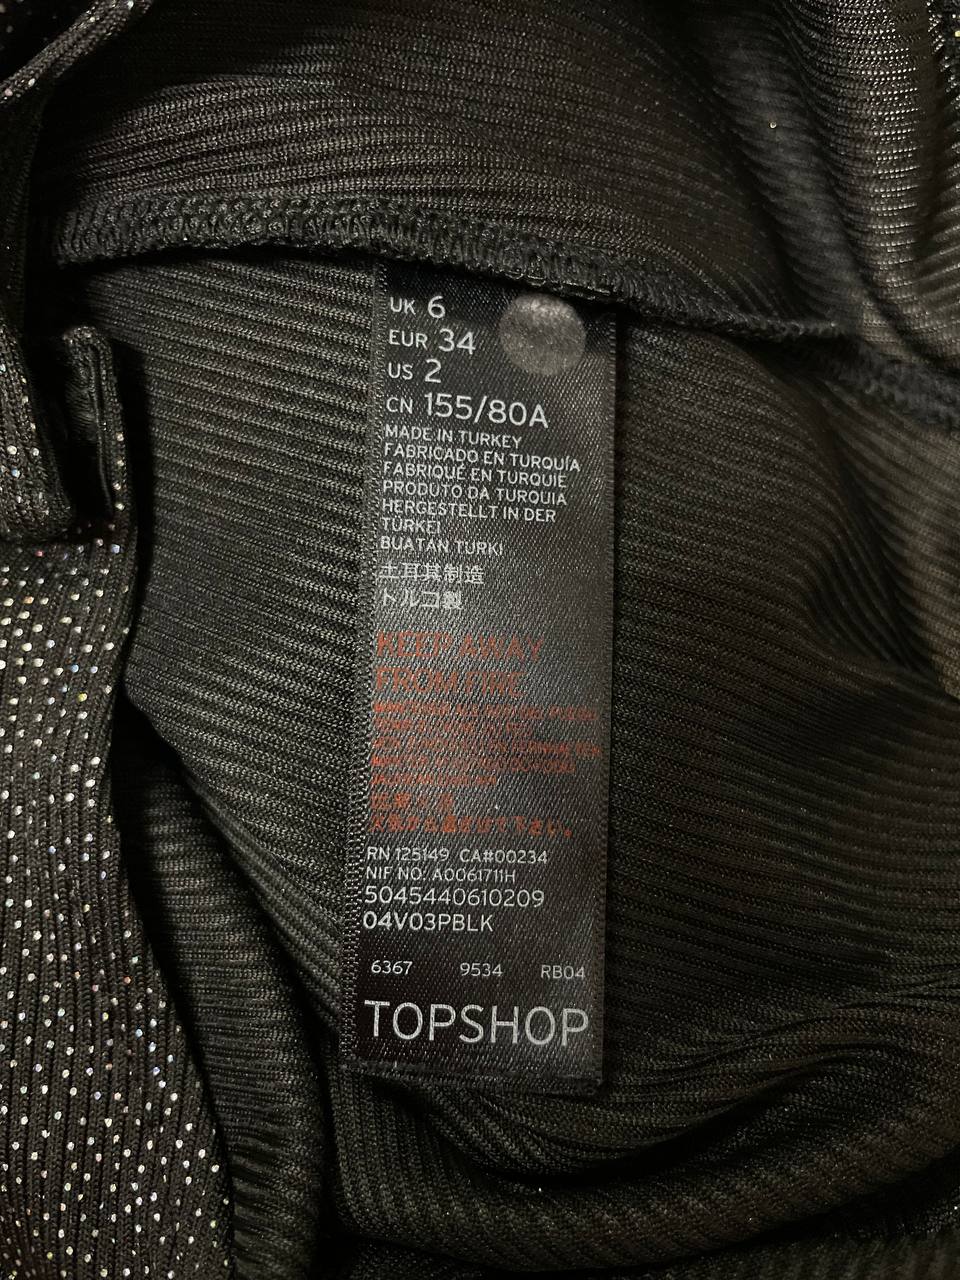 UK 6
EUR 34
US 2
CN 155/80A
MADE IN TURKEY
FABRICADO EN TURQUÍA
FABRIQUÉ EN TURQUIE
PRODUTO DA TURQUIA
HERGESTELLT IN DER
TÜRKEI
BUATAN TURKI
土耳其制造
トルコ製
KEEP AWAY
FROM FIRE
RN 125149 CA#00234
NIF NO: A0061711H
5045440610209
04V03PBLK
6367 9534 RB04
TOPSHOP